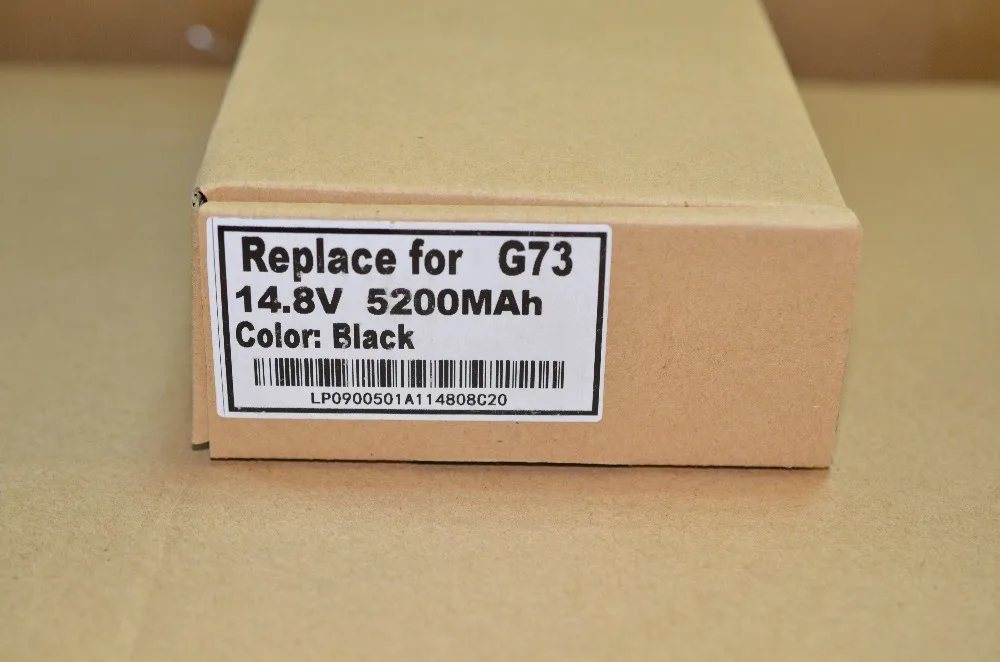 Replace for G73
14.8V 5200MAh
Color: Black
LP0900501A114808C20